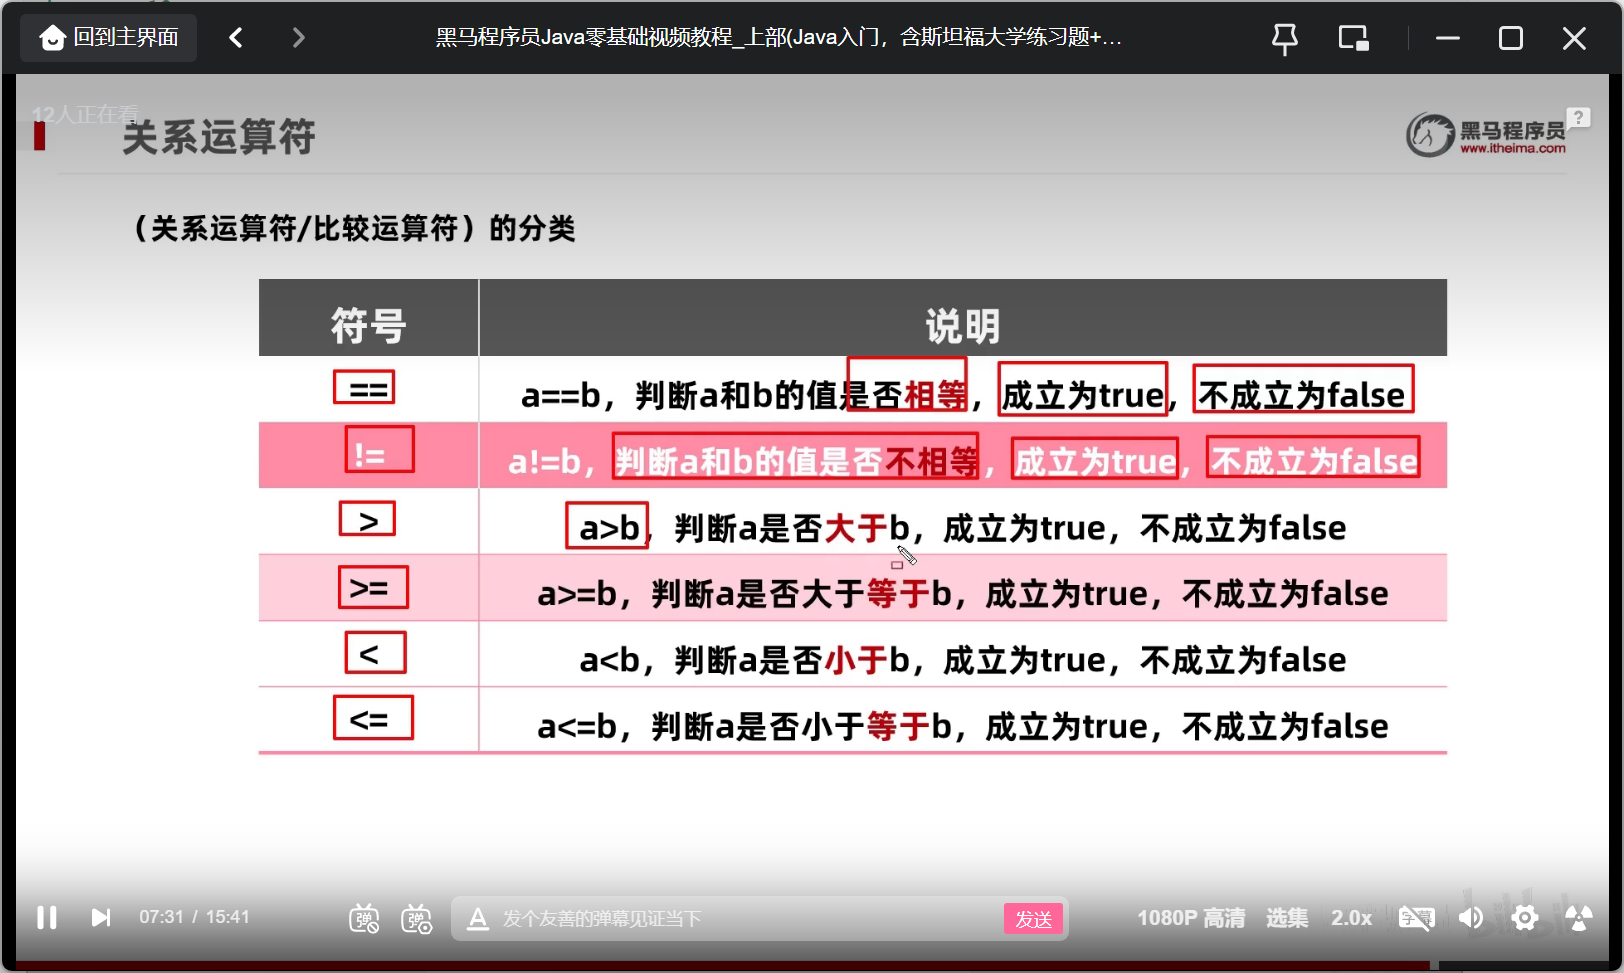 回到主界面
黑马程序员Java零基础视频教程_上部(Java入门，含斯坦福大学练习题+...
12人正在看
关系运算符
黑马程序员
www.itheima.com
?
（关系运算符/比较运算符）的分类
符号 说明
== a==b，判断a和b的值是否相等，成立为true，不成立为false
!= a!=b，判断a和b的值是否不相等，成立为true，不成立为false
> a>b，判断a是否大于b，成立为true，不成立为false
>= a>=b，判断a是否大于等于b，成立为true，不成立为false
< a<b，判断a是否小于b，成立为true，不成立为false
<= a<=b，判断a是否小于等于b，成立为true，不成立为false
07:31 / 15:41 弹 弹 A 发个友善的弹幕见证当下 发送 1080P 高清 选集 2.0x 字幕
bilibili